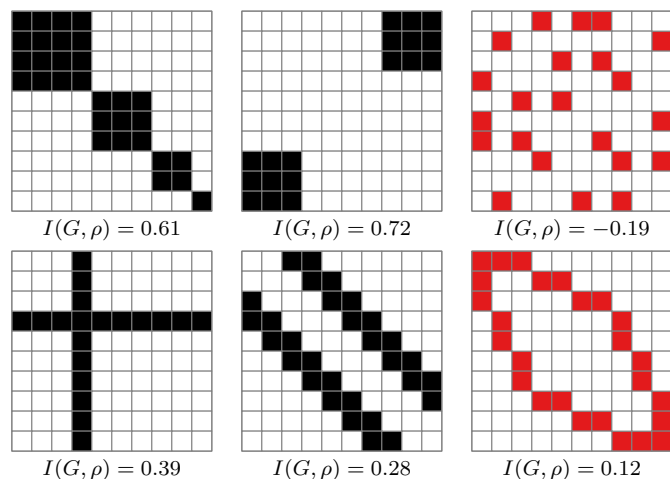 I(G, ρ) = 0.61
I(G, ρ) = 0.72
I(G, ρ) = −0.19
I(G, ρ) = 0.39
I(G, ρ) = 0.28
I(G, ρ) = 0.12